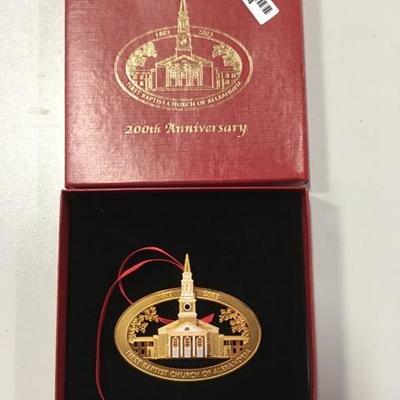 1803 2003
FIRST BAPTIST CHURCH OF ALEXANDRIA
200th Anniversary
1803 2003
FIRST BAPTIST CHURCH OF ALEXANDRIA